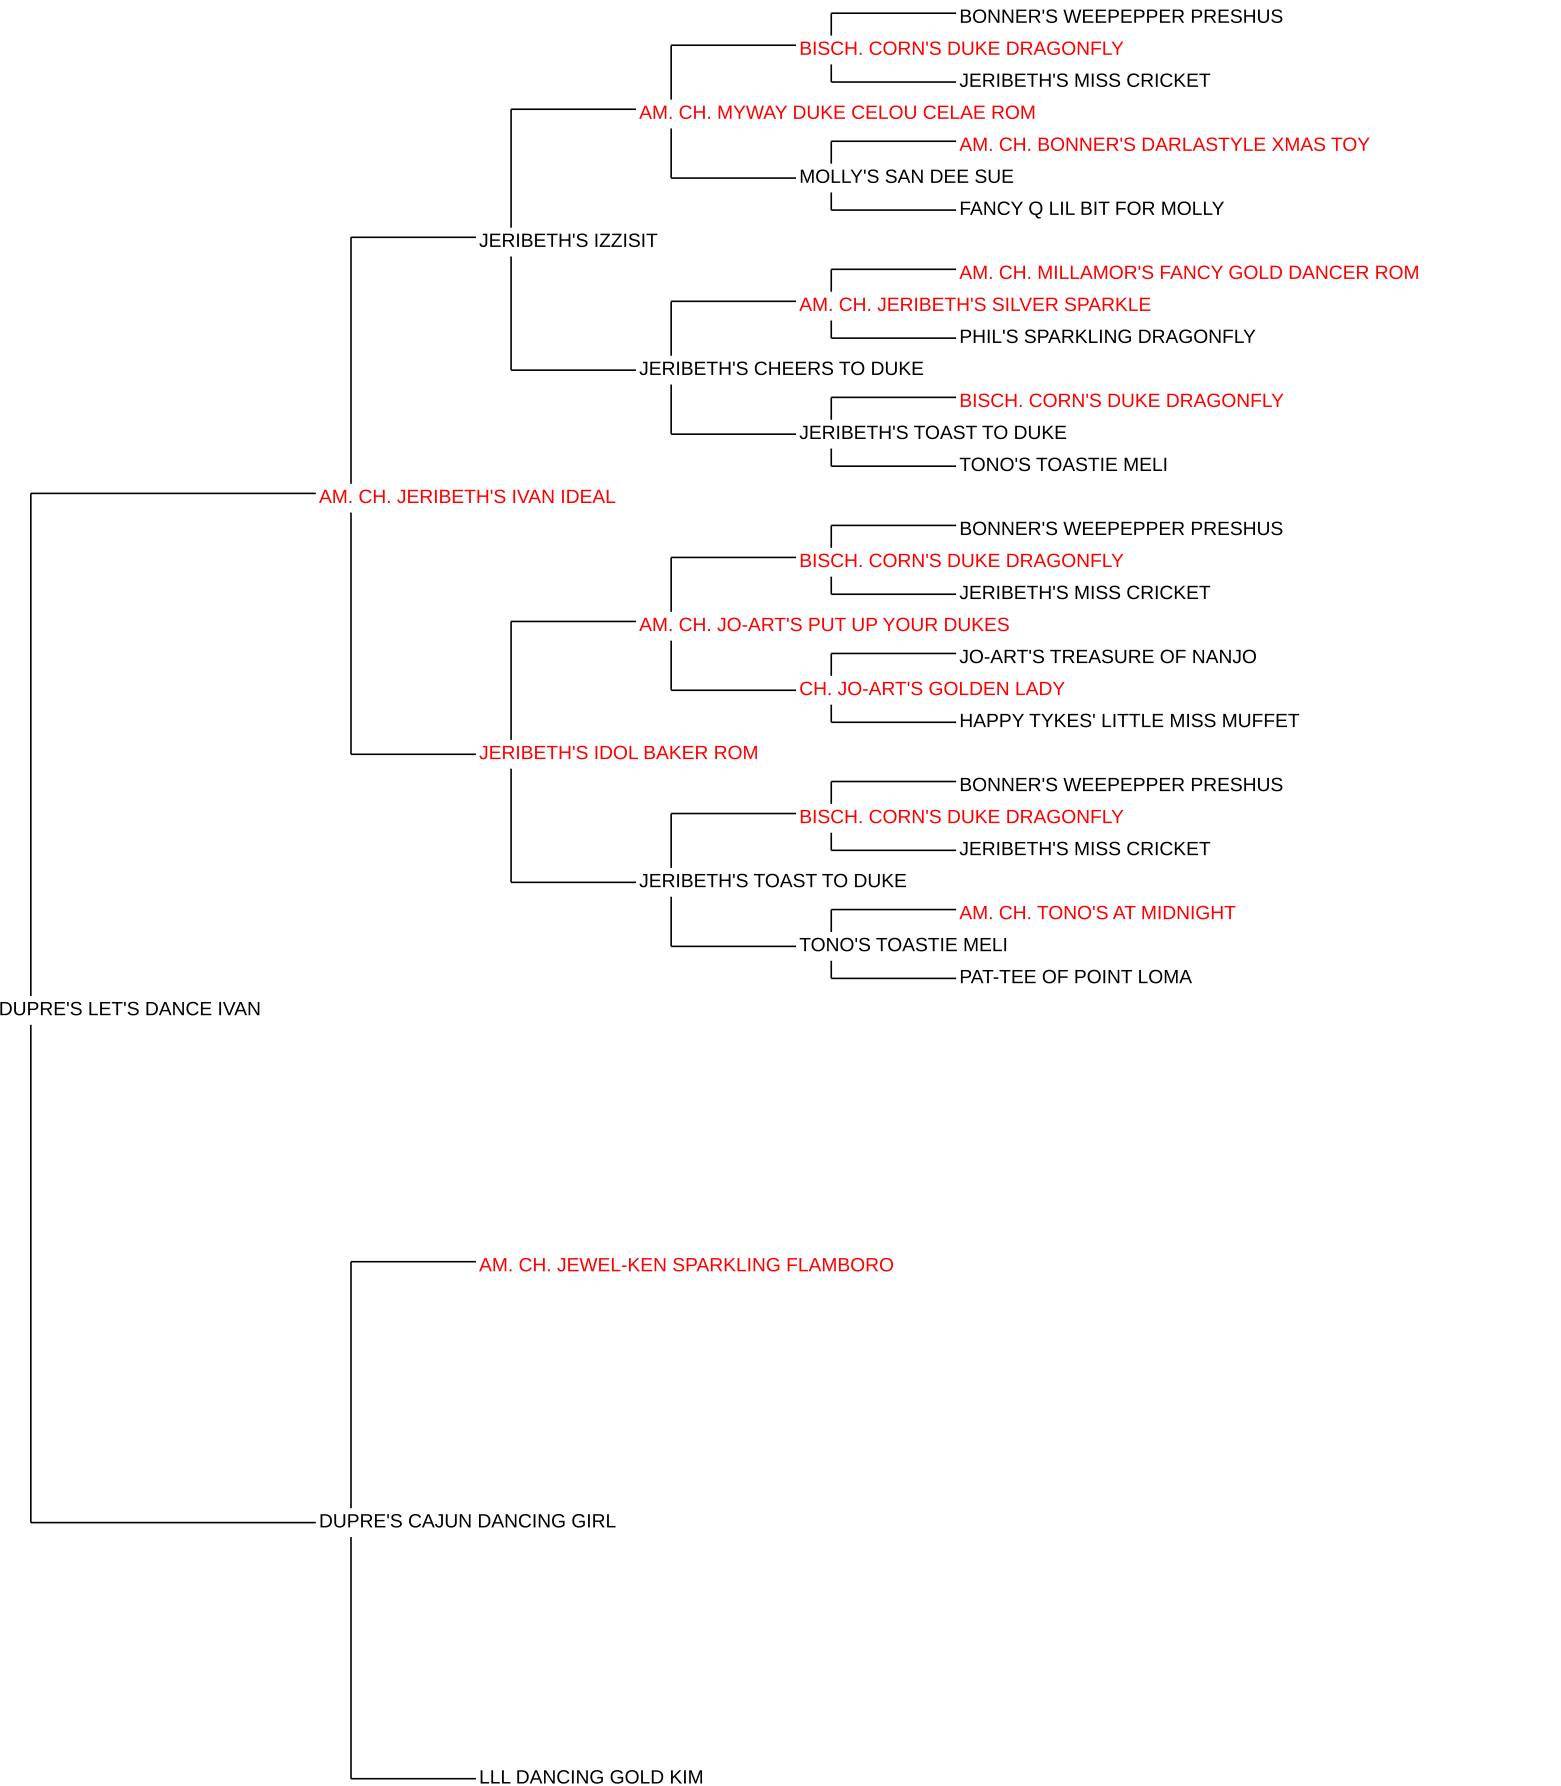 BONNER'S WEEPEPPER PRESHUS
BISCH. CORN'S DUKE DRAGONFLY
JERIBETH'S MISS CRICKET
AM. CH. MYWAY DUKE CELOU CELAE ROM
AM. CH. BONNER'S DARLASTYLE XMAS TOY
MOLLY'S SAN DEE SUE
FANCY Q LIL BIT FOR MOLLY
JERIBETH'S IZZISIT
AM. CH. MILLAMOR'S FANCY GOLD DANCER ROM
AM. CH. JERIBETH'S SILVER SPARKLE
PHIL'S SPARKLING DRAGONFLY
JERIBETH'S CHEERS TO DUKE
BISCH. CORN'S DUKE DRAGONFLY
JERIBETH'S TOAST TO DUKE
TONO'S TOASTIE MELI
AM. CH. JERIBETH'S IVAN IDEAL
BONNER'S WEEPEPPER PRESHUS
BISCH. CORN'S DUKE DRAGONFLY
JERIBETH'S MISS CRICKET
AM. CH. JO-ART'S PUT UP YOUR DUKES
JO-ART'S TREASURE OF NANJO
CH. JO-ART'S GOLDEN LADY
HAPPY TYKES' LITTLE MISS MUFFET
JERIBETH'S IDOL BAKER ROM
BONNER'S WEEPEPPER PRESHUS
BISCH. CORN'S DUKE DRAGONFLY
JERIBETH'S MISS CRICKET
JERIBETH'S TOAST TO DUKE
AM. CH. TONO'S AT MIDNIGHT
TONO'S TOASTIE MELI
PAT-TEE OF POINT LOMA
DUPRE'S LET'S DANCE IVAN
AM. CH. JEWEL-KEN SPARKLING FLAMBORO
DUPRE'S CAJUN DANCING GIRL
LLL DANCING GOLD KIM